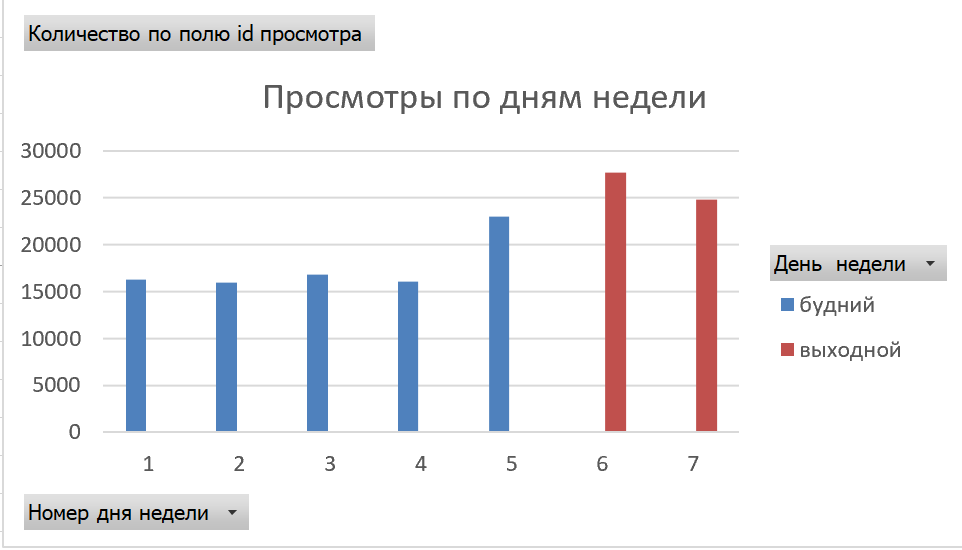 Количество по полю id просмотра
Просмотры по дням недели
30000
25000
20000
15000
10000
5000
0
1 2 3 4 5 6 7
День недели
будний
выходной
Номер дня недели